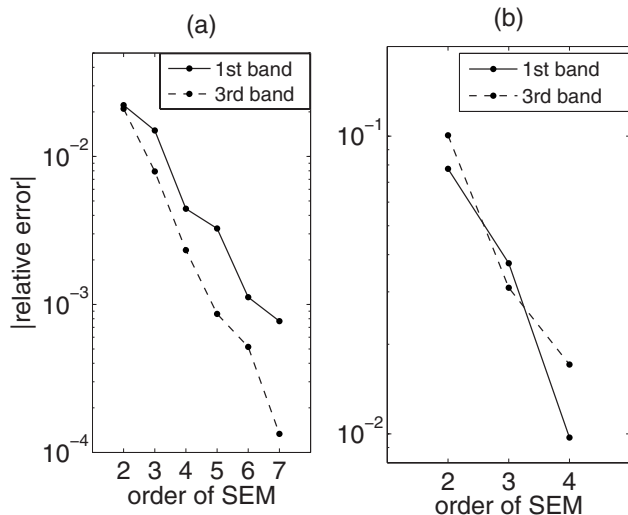 (a)
1st band
3rd band
10^-2
10^-3
10^-4
|relative error|
2 3 4 5 6 7
order of SEM
(b)
1st band
3rd band
10^-1
10^-2
2 3 4
order of SEM